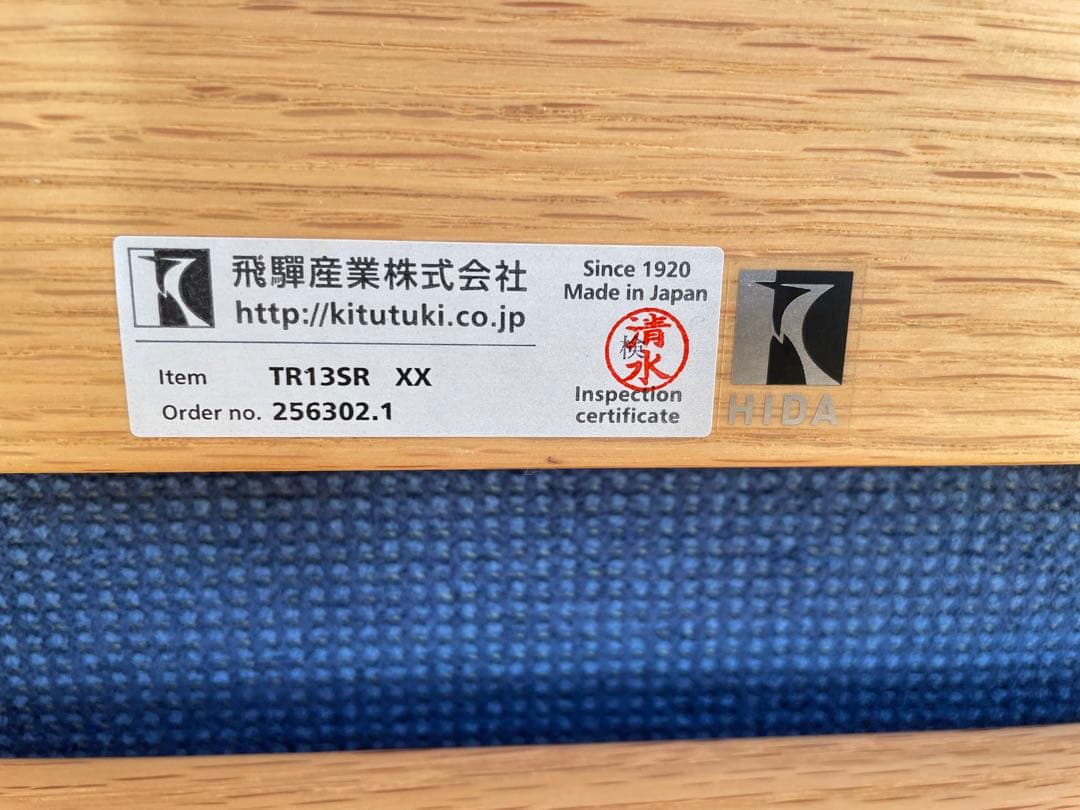 飛驒産業株式会社
http://kitutuki.co.jp
Item TR13SR XX
Order no. 256302.1
Since 1920
Made in Japan
検
清水
Inspection
certificate
HIDA